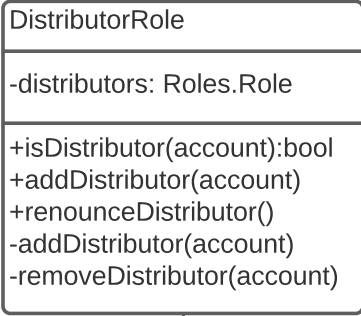 DistributorRole
-distributors: Roles.Role
+isDistributor(account):bool
+addDistributor(account)
+renounceDistributor()
-addDistributor(account)
-removeDistributor(account)